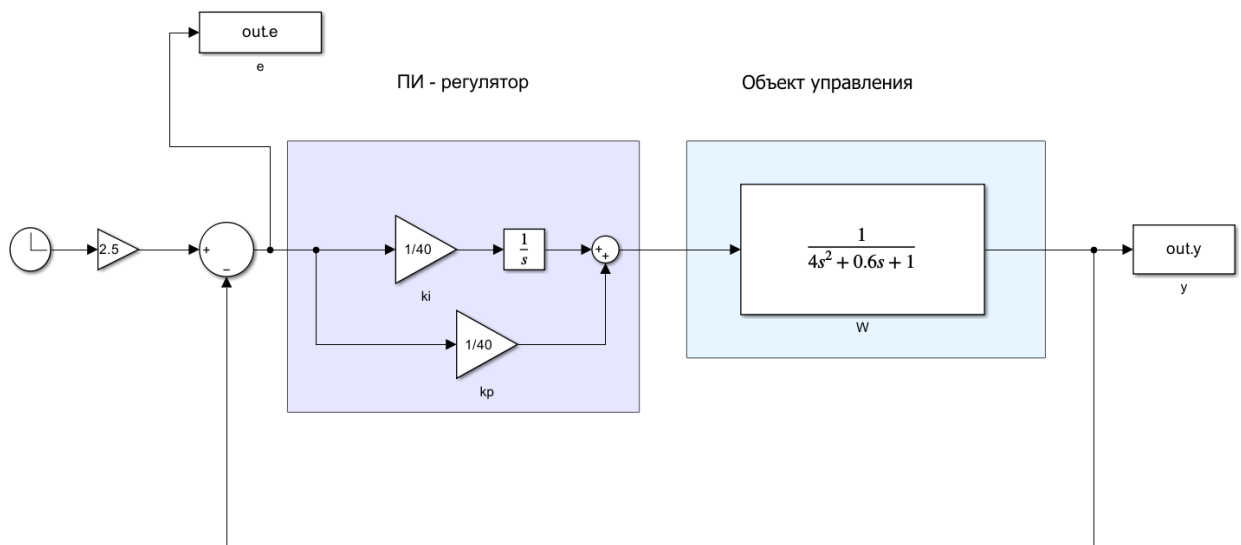 out.e
e
ПИ - регулятор
Объект управления
2.5
+
−
1/40
ki
1
s
+
+
1/40
kp
1
4s² + 0.6s + 1
W
out.y
y